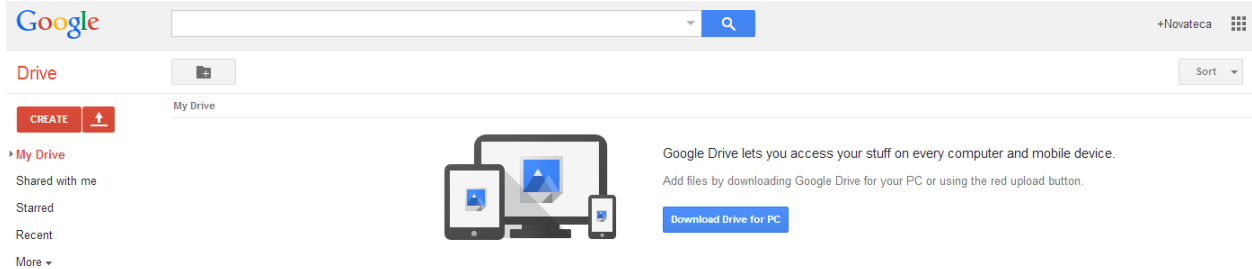 Google
+Novateca
Drive
Sort
CREATE
My Drive
My Drive
Shared with me
Starred
Recent
More
Google Drive lets you access your stuff on every computer and mobile device.
Add files by downloading Google Drive for your PC or using the red upload button.
Download Drive for PC